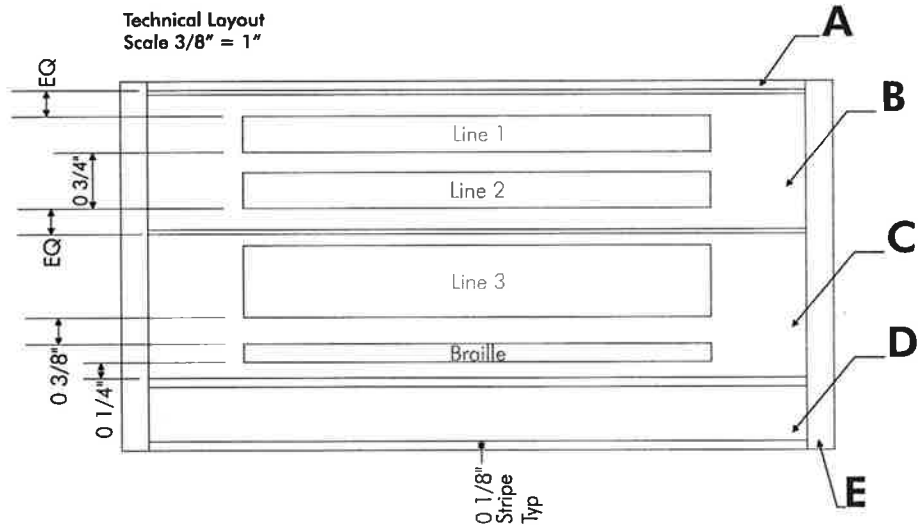 Technical Layout
Scale 3/8" = 1"
A
EQ
B
Line 1
0 3/4"
Line 2
EQ
C
Line 3
D
0 3/8"
Braille
0 1/4"
0 1/8"
Stripe
Typ
E